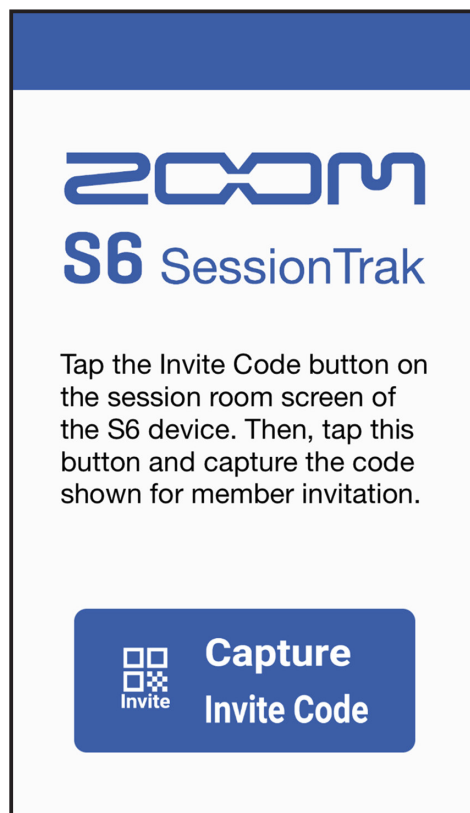 ZOOM
S6 SessionTrak
Tap the Invite Code button on
the session room screen of
the S6 device. Then, tap this
button and capture the code
shown for member invitation.
Capture
Invite
Invite Code